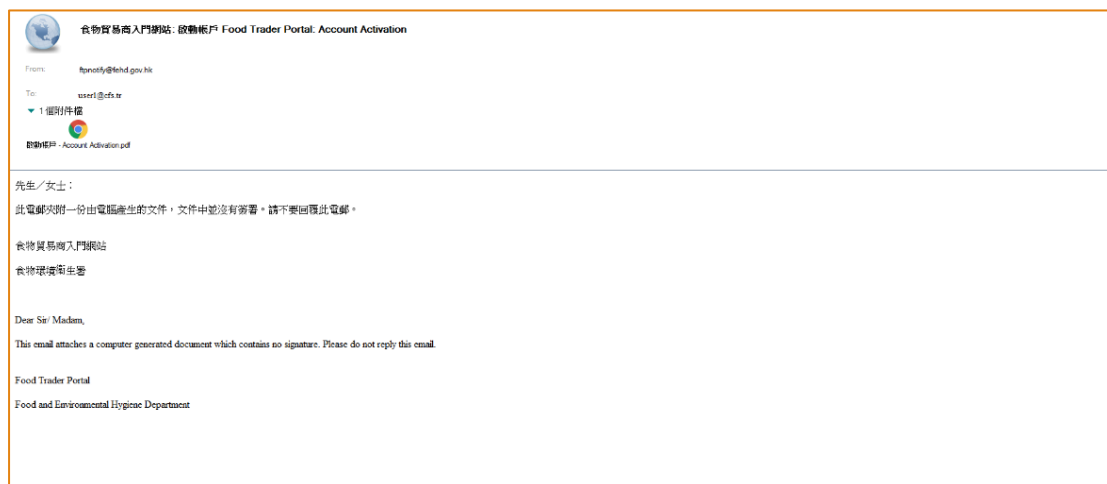 食物貿易商入門網站: 啟動帳戶 Food Trader Portal: Account Activation
From: ftpnotify@fehd.gov.hk
To: user1@cfs.tr
1 個附件檔
啟動帳戶 - Account Activation.pdf
先生／女士：
此電郵夾附一份由電腦產生的文件，文件中並沒有簽署。請不要回覆此電郵。
食物貿易商入門網站
食物環境衞生署
Dear Sir/ Madam,
This email attaches a computer generated document which contains no signature. Please do not reply this email.
Food Trader Portal
Food and Environmental Hygiene Department